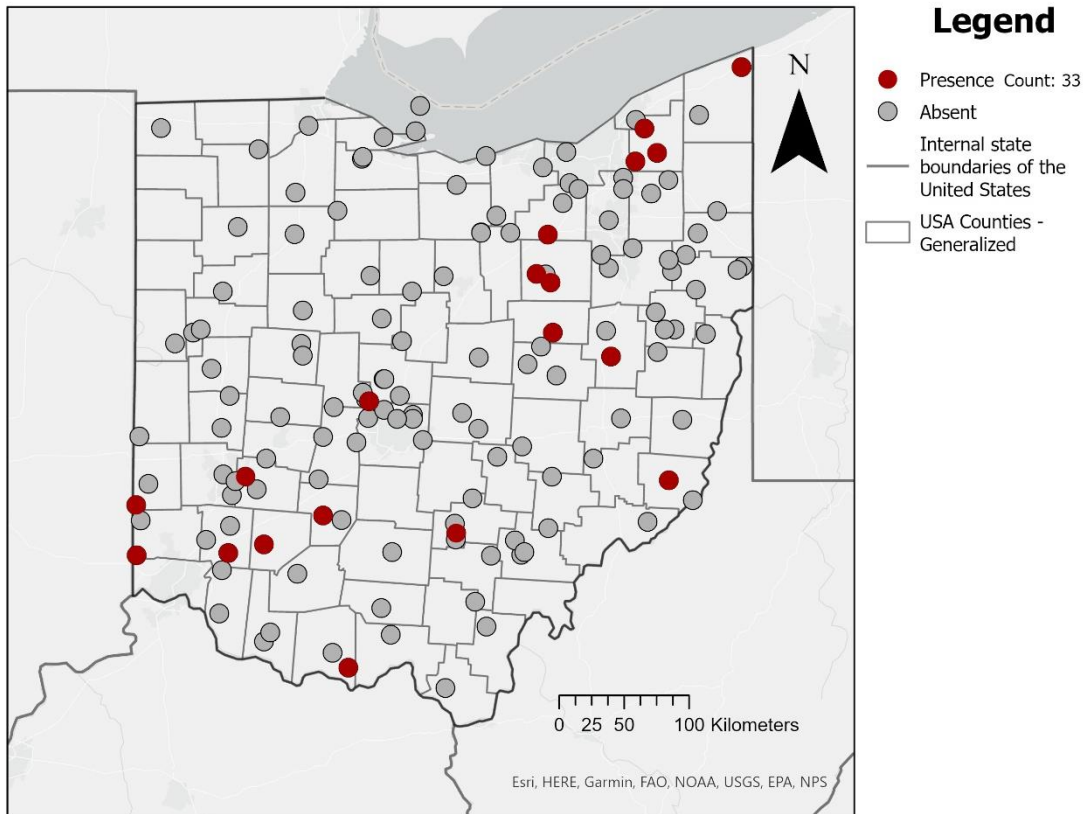 Legend
N
Presence Count: 33
Absent
Internal state
boundaries of the
United States
USA Counties -
Generalized
0 25 50 100 Kilometers
Esri, HERE, Garmin, FAO, NOAA, USGS, EPA, NPS